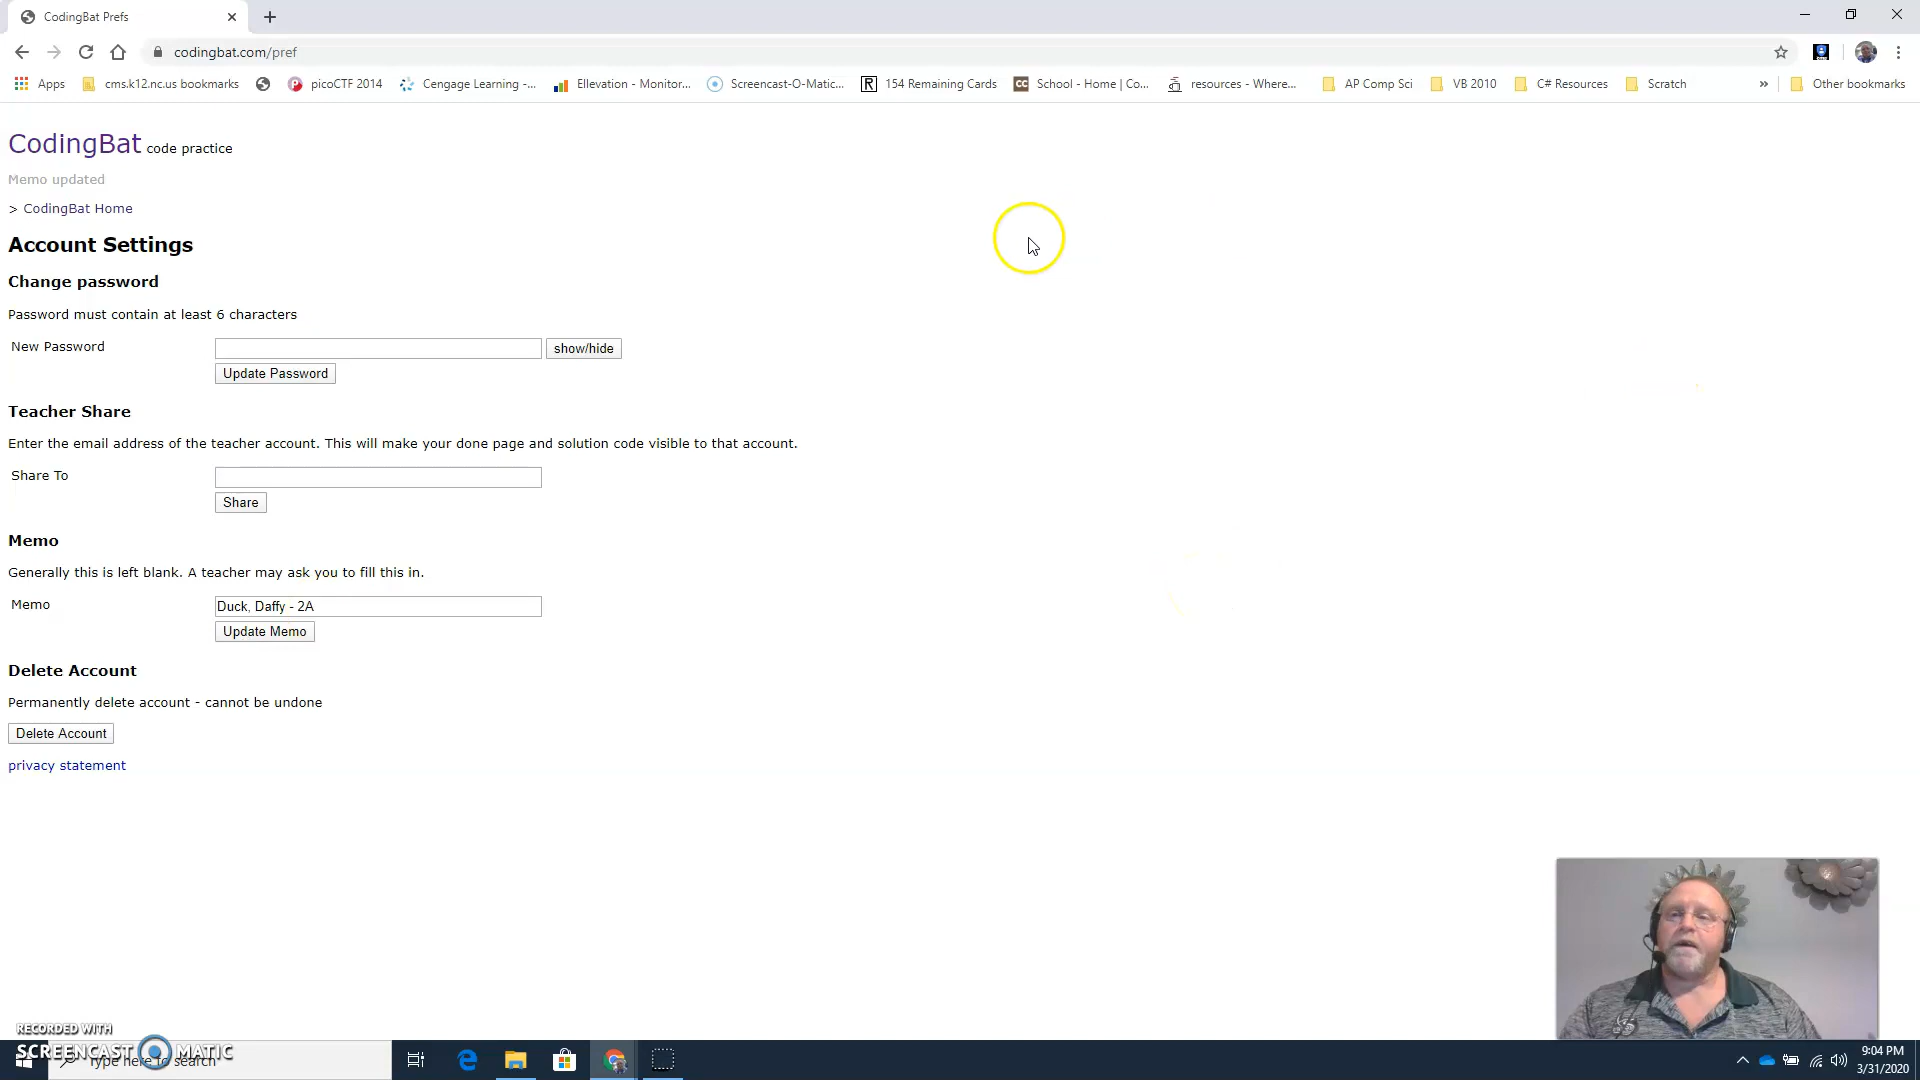 CodingBat Prefs
codingbat.com/pref
Apps
cms.k12.nc.us bookmarks
picoCTF 2014
Cengage Learning -...
Ellevation - Monitor...
Screencast-O-Matic...
R
154 Remaining Cards
CC
School - Home | Co...
resources - Where...
AP Comp Sci
VB 2010
C# Resources
Scratch
»
Other bookmarks
CodingBat code practice
Memo updated
> CodingBat Home
Account Settings
Change password
Password must contain at least 6 characters
New Password
show/hide
Update Password
Teacher Share
Enter the email address of the teacher account. This will make your done page and solution code visible to that account.
Share To
Share
Memo
Generally this is left blank. A teacher may ask you to fill this in.
Memo
Duck, Daffy - 2A
Update Memo
Delete Account
Permanently delete account - cannot be undone
Delete Account
privacy statement
RECORDED WITH
SCREENCAST MATIC
Type here to search
9:04 PM
3/31/2020